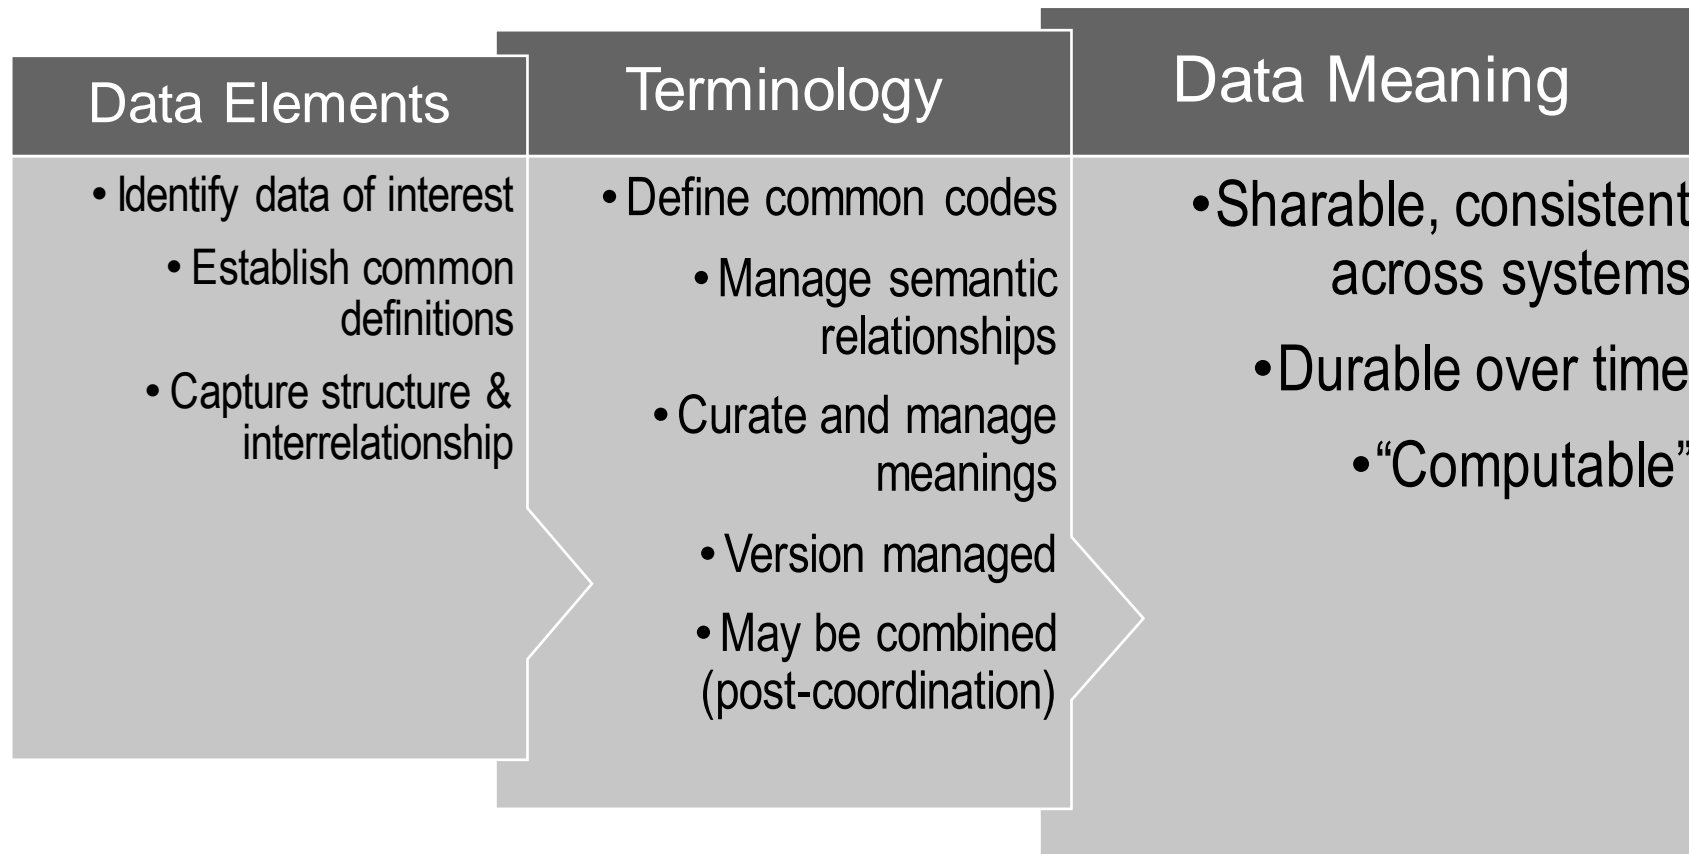 Data Elements
• Identify data of interest
• Establish common
definitions
• Capture structure &
interrelationship
Terminology
• Define common codes
• Manage semantic
relationships
• Curate and manage
meanings
• Version managed
• May be combined
(post-coordination)
Data Meaning
• Sharable, consistent
across systems
• Durable over time
• “Computable”